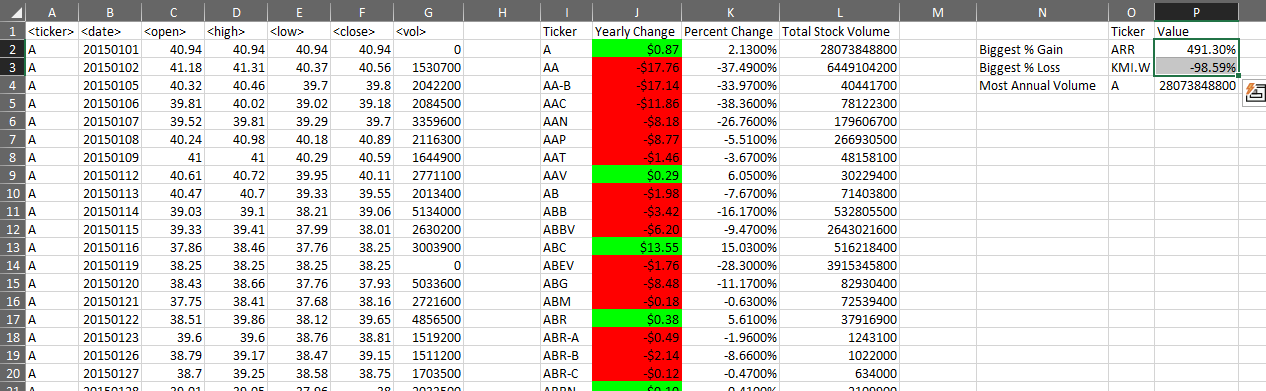 A B C D E F G H I J K L M N O P
1 <ticker> <date> <open> <high> <low> <close> <vol> Ticker Yearly Change Percent Change Total Stock Volume Ticker Value
2 A 20150101 40.94 40.94 40.94 40.94 0 A $0.87 2.1300% 28073848800 Biggest % Gain ARR 491.30%
3 A 20150102 41.18 41.31 40.37 40.56 1530700 AA -$17.76 -37.4900% 6449104200 Biggest % Loss KMI.W -98.59%
4 A 20150105 40.32 40.46 39.7 39.8 2042200 AA-B -$17.14 -33.9700% 40441700 Most Annual Volume A 28073848800
5 A 20150106 39.81 40.02 39.02 39.18 2084500 AAC -$11.86 -38.3600% 78122300
6 A 20150107 39.52 39.81 39.29 39.7 3359600 AAN -$8.18 -26.7600% 179606700
7 A 20150108 40.24 40.98 40.18 40.89 2116300 AAP -$8.77 -5.5100% 266930500
8 A 20150109 41 41 40.29 40.59 1644900 AAT -$1.46 -3.6700% 48158100
9 A 20150112 40.61 40.72 39.95 40.11 2771100 AAV $0.29 6.0500% 30229400
10 A 20150113 40.47 40.7 39.33 39.55 2013400 AB -$1.98 -7.6700% 71403800
11 A 20150114 39.03 39.1 38.21 39.06 5134000 ABB -$3.42 -16.1700% 532805500
12 A 20150115 39.33 39.41 37.99 38.01 2630200 ABBV -$6.20 -9.4700% 2643021600
13 A 20150116 37.86 38.46 37.76 38.25 3003900 ABC $13.55 15.0300% 516218400
14 A 20150119 38.25 38.25 38.25 38.25 0 ABEV -$1.76 -28.3000% 3915345800
15 A 20150120 38.43 38.66 37.76 37.93 5033600 ABG -$8.48 -11.1700% 82930400
16 A 20150121 37.75 38.41 37.68 38.16 2721600 ABM -$0.18 -0.6300% 72539400
17 A 20150122 38.51 39.86 38.12 39.65 4856500 ABR $0.38 5.6100% 37916900
18 A 20150123 39.6 39.6 38.76 38.81 1519200 ABR-A -$0.49 -1.9600% 1243100
19 A 20150126 38.79 39.17 38.47 39.15 1511200 ABR-B -$2.14 -8.6600% 1022000
20 A 20150127 38.7 39.25 38.58 38.75 1703500 ABR-C -$0.12 -0.4700% 634000